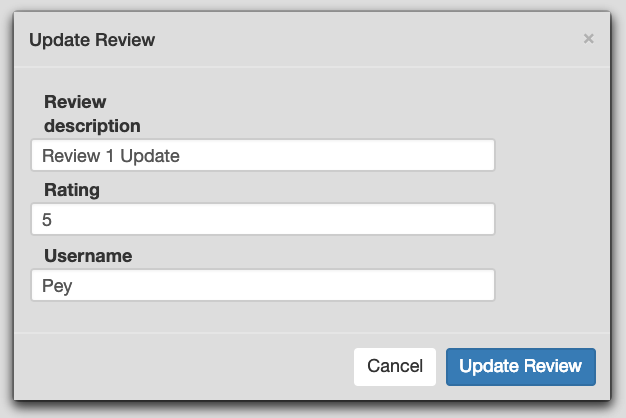 Update Review ×
Review
description
Review 1 Update
Rating
5
Username
Pey
Cancel Update Review